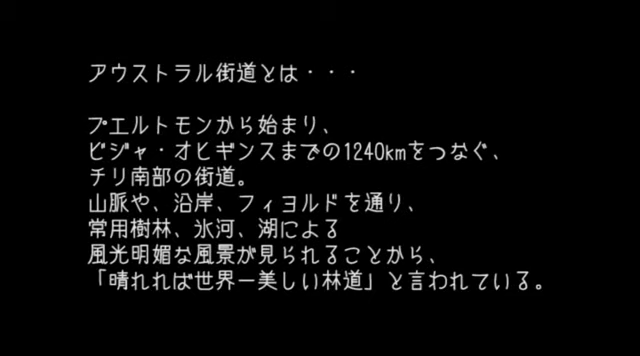 アウストラル街道とは・・・
プエルトモンから始まり、
ビジャ・オヒギンスまでの1240kmをつなぐ、
チリ南部の街道。
山脈や、沿岸、フィヨルドを通り、
常用樹林、氷河、湖による
風光明媚な風景が見られることから、
「晴れれば世界一美しい林道」と言われている。